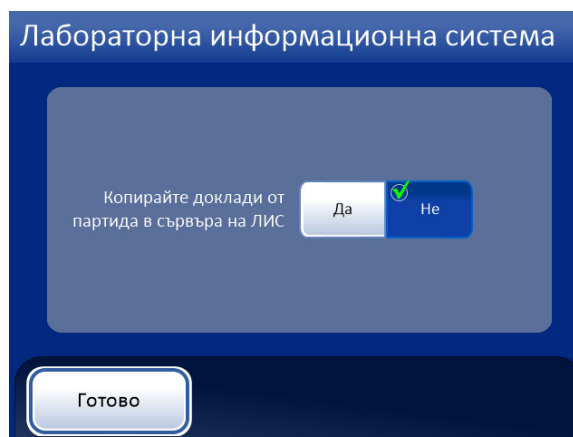 Лабораторна информационна система
Копирайте доклади от
партида в сървъра на ЛИС
Да
Не
Готово